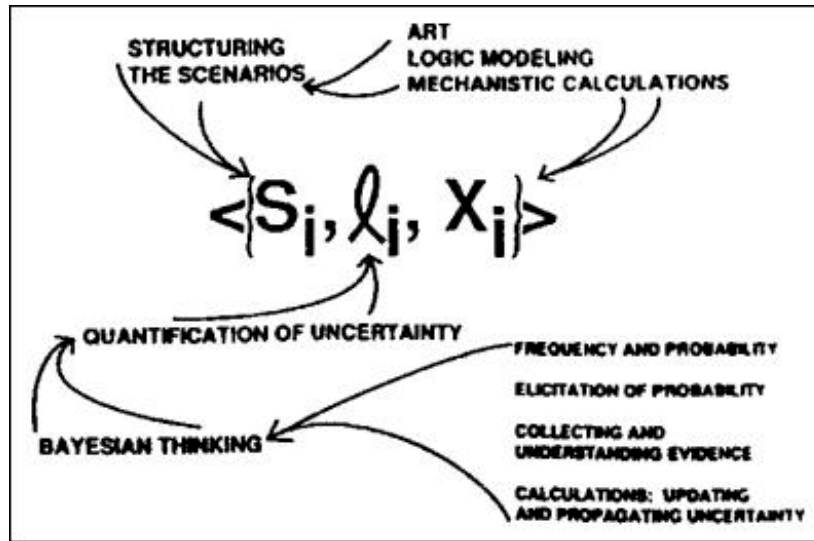 STRUCTURING
THE SCENARIOS
ART
LOGIC MODELING
MECHANISTIC CALCULATIONS
<{Si, ℓi, Xi}>
QUANTIFICATION OF UNCERTAINTY
BAYESIAN THINKING
FREQUENCY AND PROBABILITY
ELICITATION OF PROBABILITY
COLLECTING AND
UNDERSTANDING EVIDENCE
CALCULATIONS: UPDATING
AND PROPAGATING UNCERTAINTY